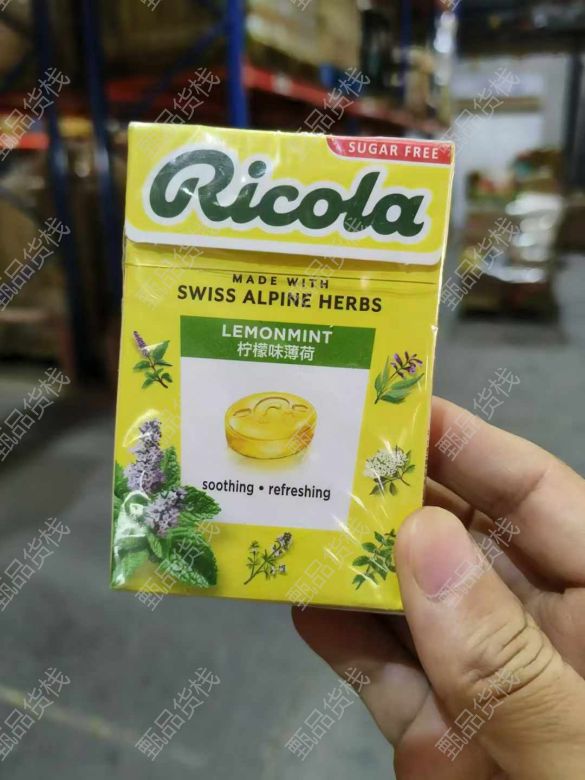 SUGAR FREE
Ricola
MADE WITH
SWISS ALPINE HERBS
LEMONMINT
柠檬味薄荷
soothing • refreshing
甄品货栈